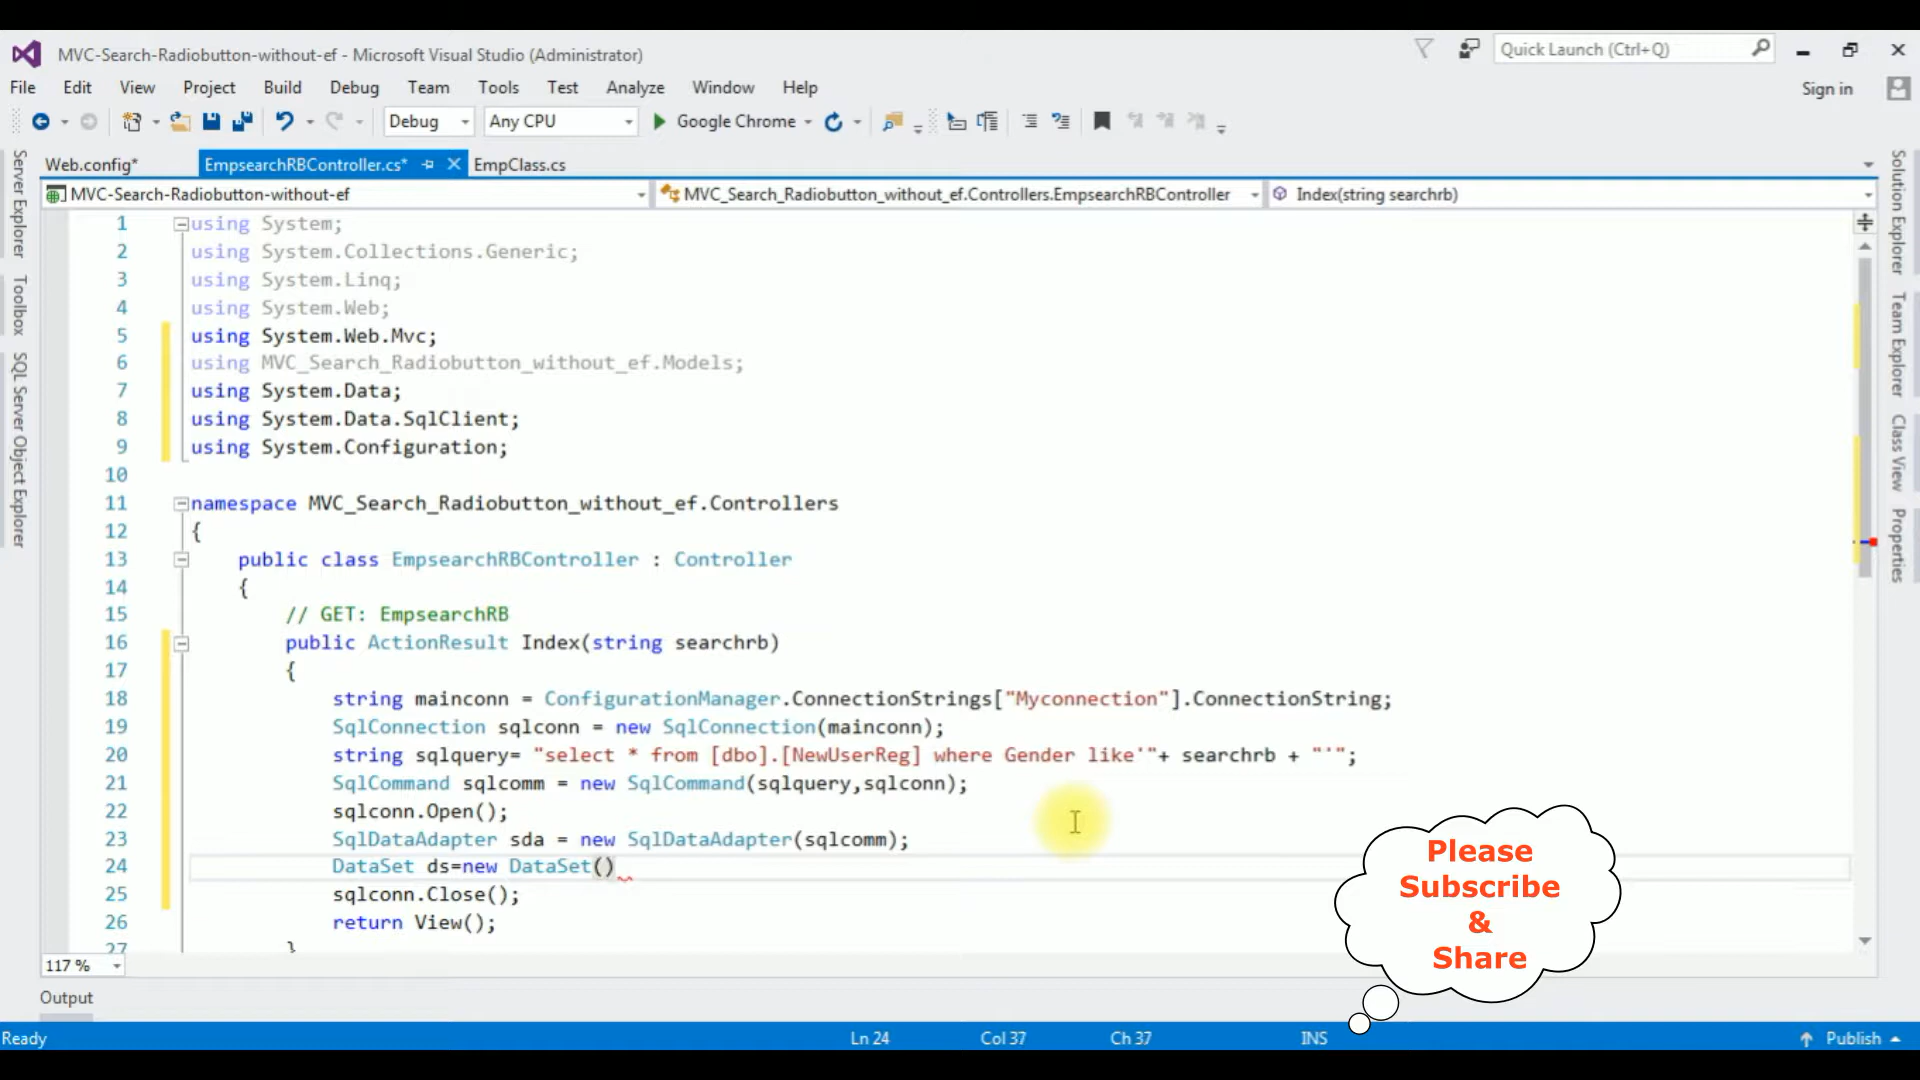 MVC-Search-Radiobutton-without-ef - Microsoft Visual Studio (Administrator)
Quick Launch (Ctrl+Q)
File Edit View Project Build Debug Team Tools Test Analyze Window Help
Sign in
Debug Any CPU Google Chrome
Web.config* EmpsearchRBController.cs* EmpClass.cs
MVC-Search-Radiobutton-without-ef MVC_Search_Radiobutton_without_ef.Controllers.EmpsearchRBController Index(string searchrb)
Server Explorer
Toolbox
SQL Server Object Explorer
1 using System;
2 using System.Collections.Generic;
3 using System.Linq;
4 using System.Web;
5 using System.Web.Mvc;
6 using MVC_Search_Radiobutton_without_ef.Models;
7 using System.Data;
8 using System.Data.SqlClient;
9 using System.Configuration;
10
11 namespace MVC_Search_Radiobutton_without_ef.Controllers
12 {
13 public class EmpsearchRBController : Controller
14 {
15 // GET: EmpsearchRB
16 public ActionResult Index(string searchrb)
17 {
18 string mainconn = ConfigurationManager.ConnectionStrings["Myconnection"].ConnectionString;
19 SqlConnection sqlconn = new SqlConnection(mainconn);
20 string sqlquery= "select * from [dbo].[NewUserReg] where Gender like'"+ searchrb + "'";
21 SqlCommand sqlcomm = new SqlCommand(sqlquery,sqlconn);
22 sqlconn.Open();
23 SqlDataAdapter sda = new SqlDataAdapter(sqlcomm);
24 DataSet ds=new DataSet()
25 sqlconn.Close();
26 return View();
27 }
Solution Explorer
Team Explorer
Class View
Properties
Please
Subscribe
&
Share
117 %
Output
Ready Ln 24 Col 37 Ch 37 INS Publish